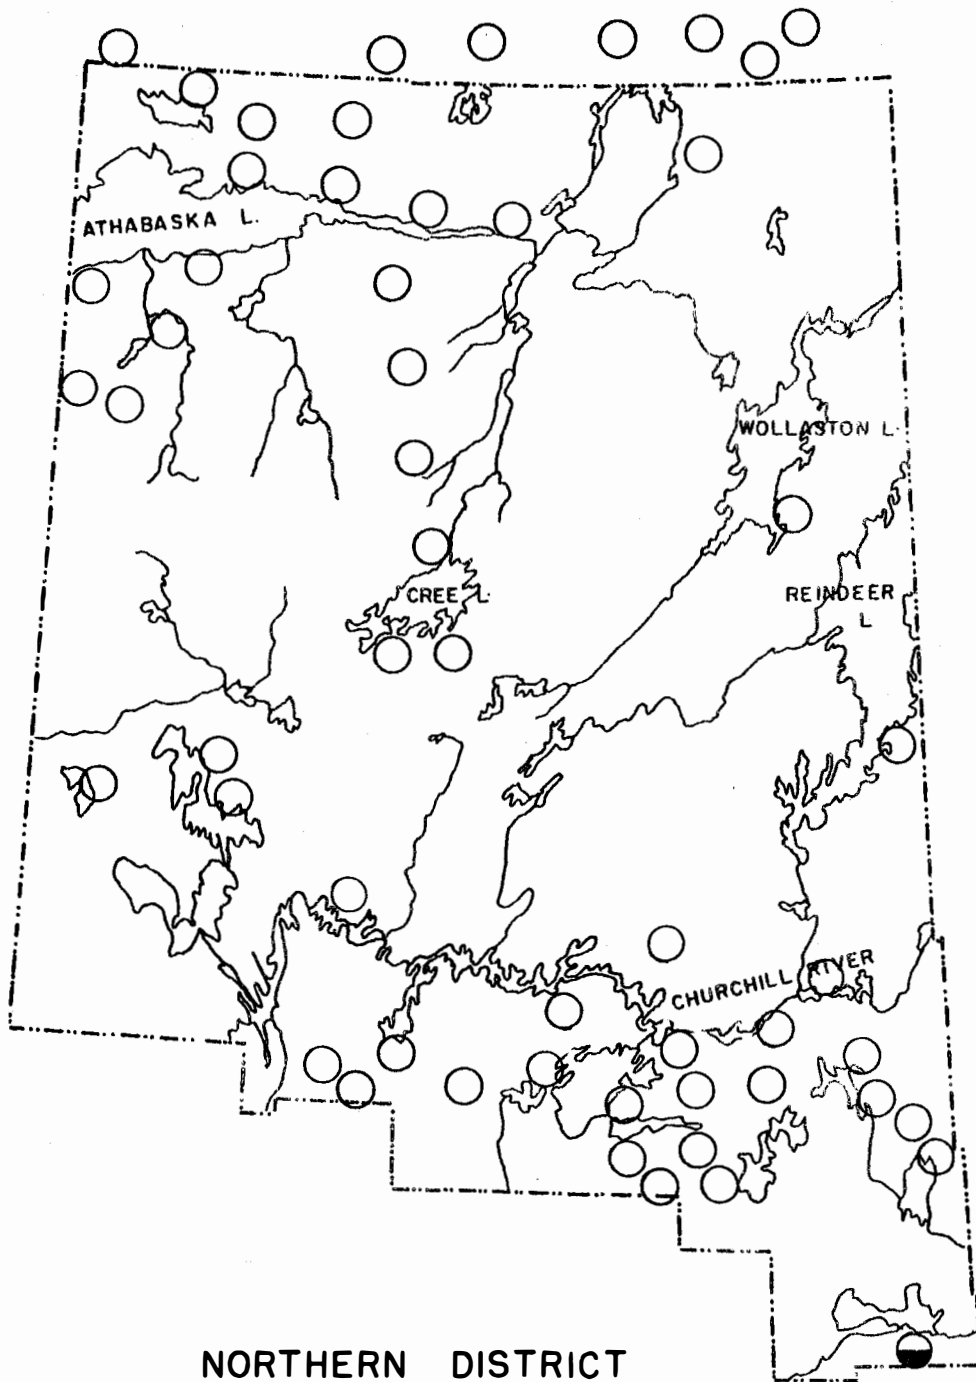 ATHABASKA L.
WOLLASTON L.
CREE L.
REINDEER
L
CHURCHILL RIVER
NORTHERN DISTRICT